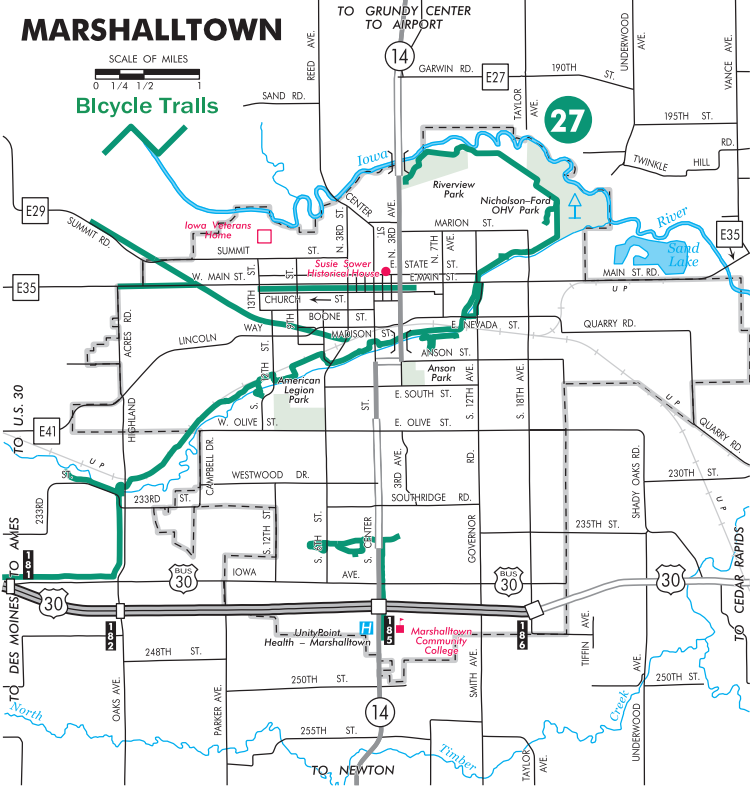 MARSHALLTOWN
SCALE OF MILES
0 1/4 1/2 1
BIcycle Trails
TO GRUNDY CENTER
TO AIRPORT
14
REED AVE.
UNDERWOOD AVE.
VANCE AVE.
GARWIN RD.
E27
190TH ST.
SAND RD.
TAYLOR AVE.
27
195TH ST.
TWINKLE HILL RD.
Iowa
River
Riverview
Park
Nicholson–Ford
OHV Park
E29
SUMMIT RD.
Iowa Veterans
Home
CENTER ST.
N. 3RD ST.
N. 3RD AVE.
MARION ST.
N. 7TH AVE.
E35
Sand
Lake
SUMMIT ST.
Susie Sower
Historical House
E. STATE ST.
E. MAIN ST.
W. MAIN ST.
MAIN ST. RD.
E35
U P
13TH ST.
CHURCH ST.
9TH ST.
BOONE ST.
MADISON ST.
E. NEVADA ST.
QUARRY RD.
ACRES RD.
LINCOLN WAY
ANSON ST.
Anson
Park
American
Legion
Park
S. 12TH ST.
E. SOUTH ST.
S. 12TH AVE.
S. 18TH AVE.
U P
QUARRY RD.
TO U.S. 30
E41
HIGHLAND
W. OLIVE ST.
E. OLIVE ST.
ST.
U P
CAMPBELL DR.
WESTWOOD DR.
3RD AVE.
RD.
SHADY OAKS RD.
230TH ST.
ST.
233RD
233RD ST.
SOUTHRIDGE RD.
U P
S. 12TH ST.
S. 6TH ST.
S. CENTER
GOVERNOR
235TH ST.
TO DES MOINES TO AMES
181
BUS
30
IOWA AVE.
BUS
30
30
30
TO CEDAR RAPIDS
182
UnityPoint
Health – Marshalltown
H
185
Marshalltown
Community
College
186
TIFFIN AVE.
248TH ST.
250TH ST.
SMITH AVE.
250TH ST.
OAKS AVE.
PARKER AVE.
14
255TH ST.
North
Timber
Creek
UNDERWOOD AVE.
TAYLOR AVE.
TO NEWTON